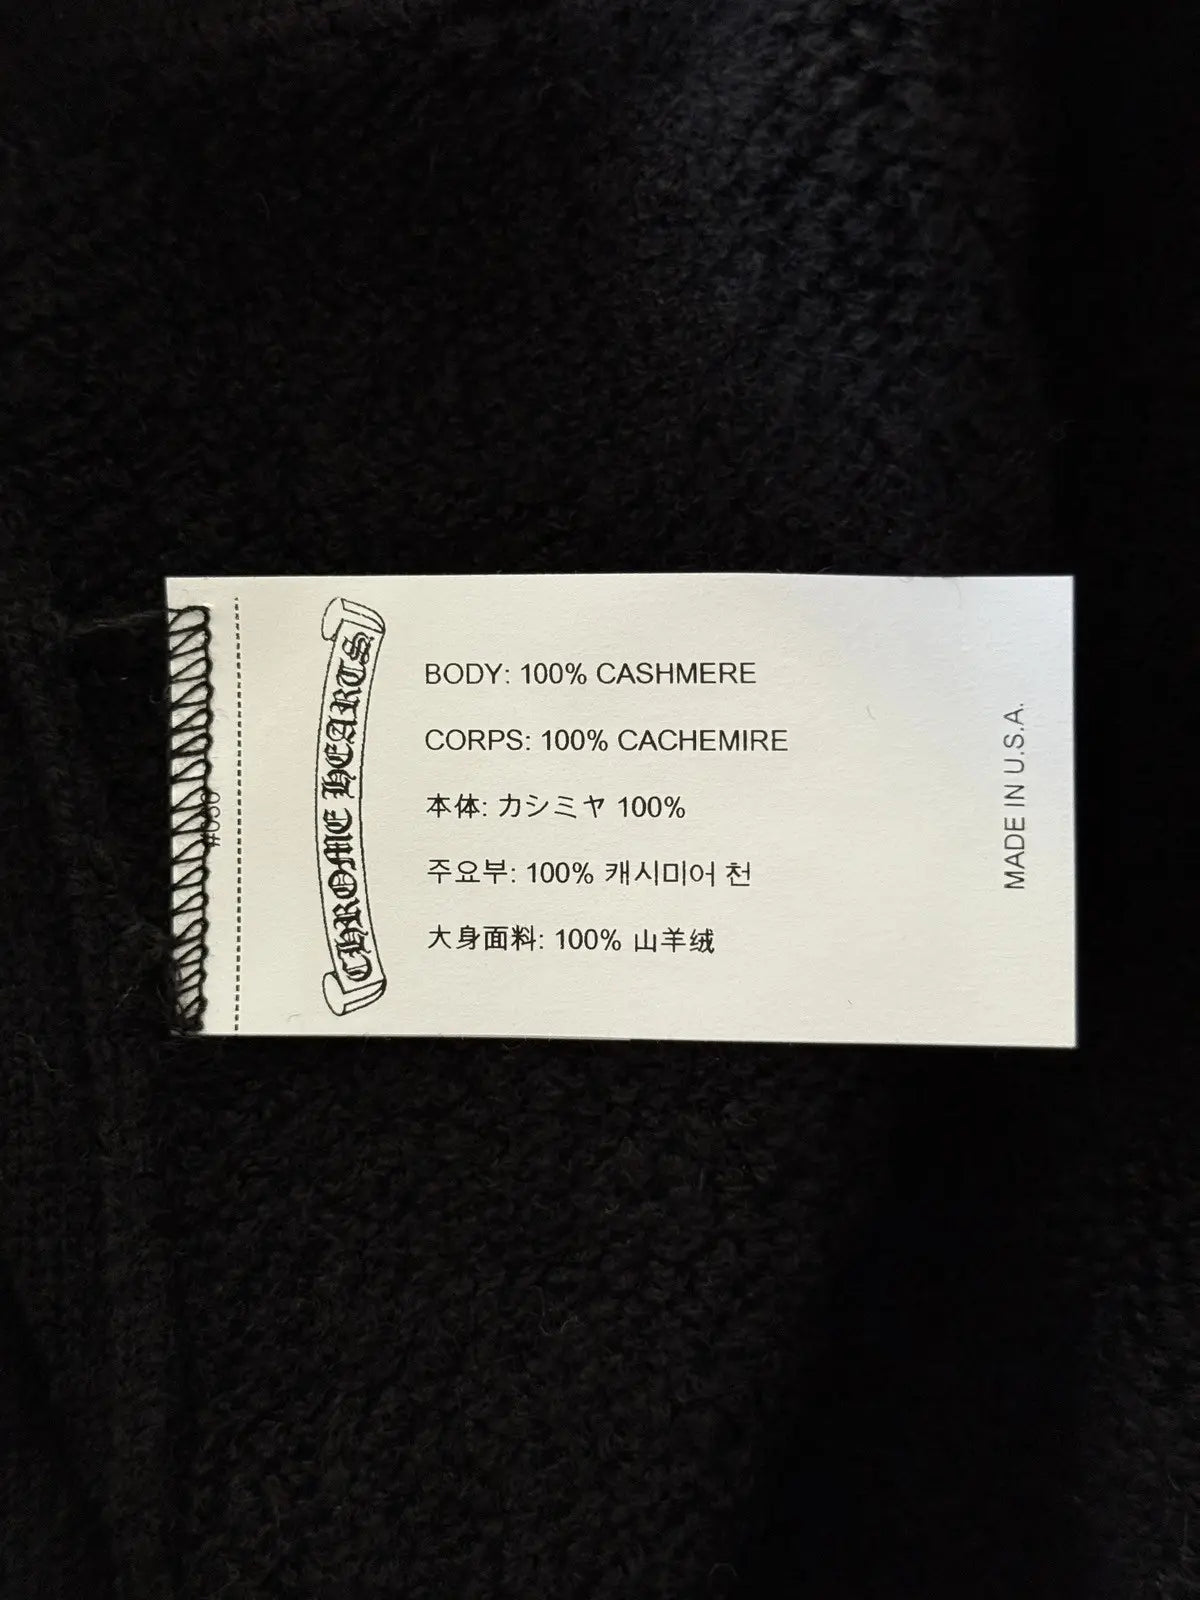 CHROME HEARTS
BODY: 100% CASHMERE
CORPS: 100% CACHEMIRE
本体: カシミヤ 100%
주요부: 100% 캐시미어 천
大身面料: 100% 山羊绒
MADE IN U.S.A.